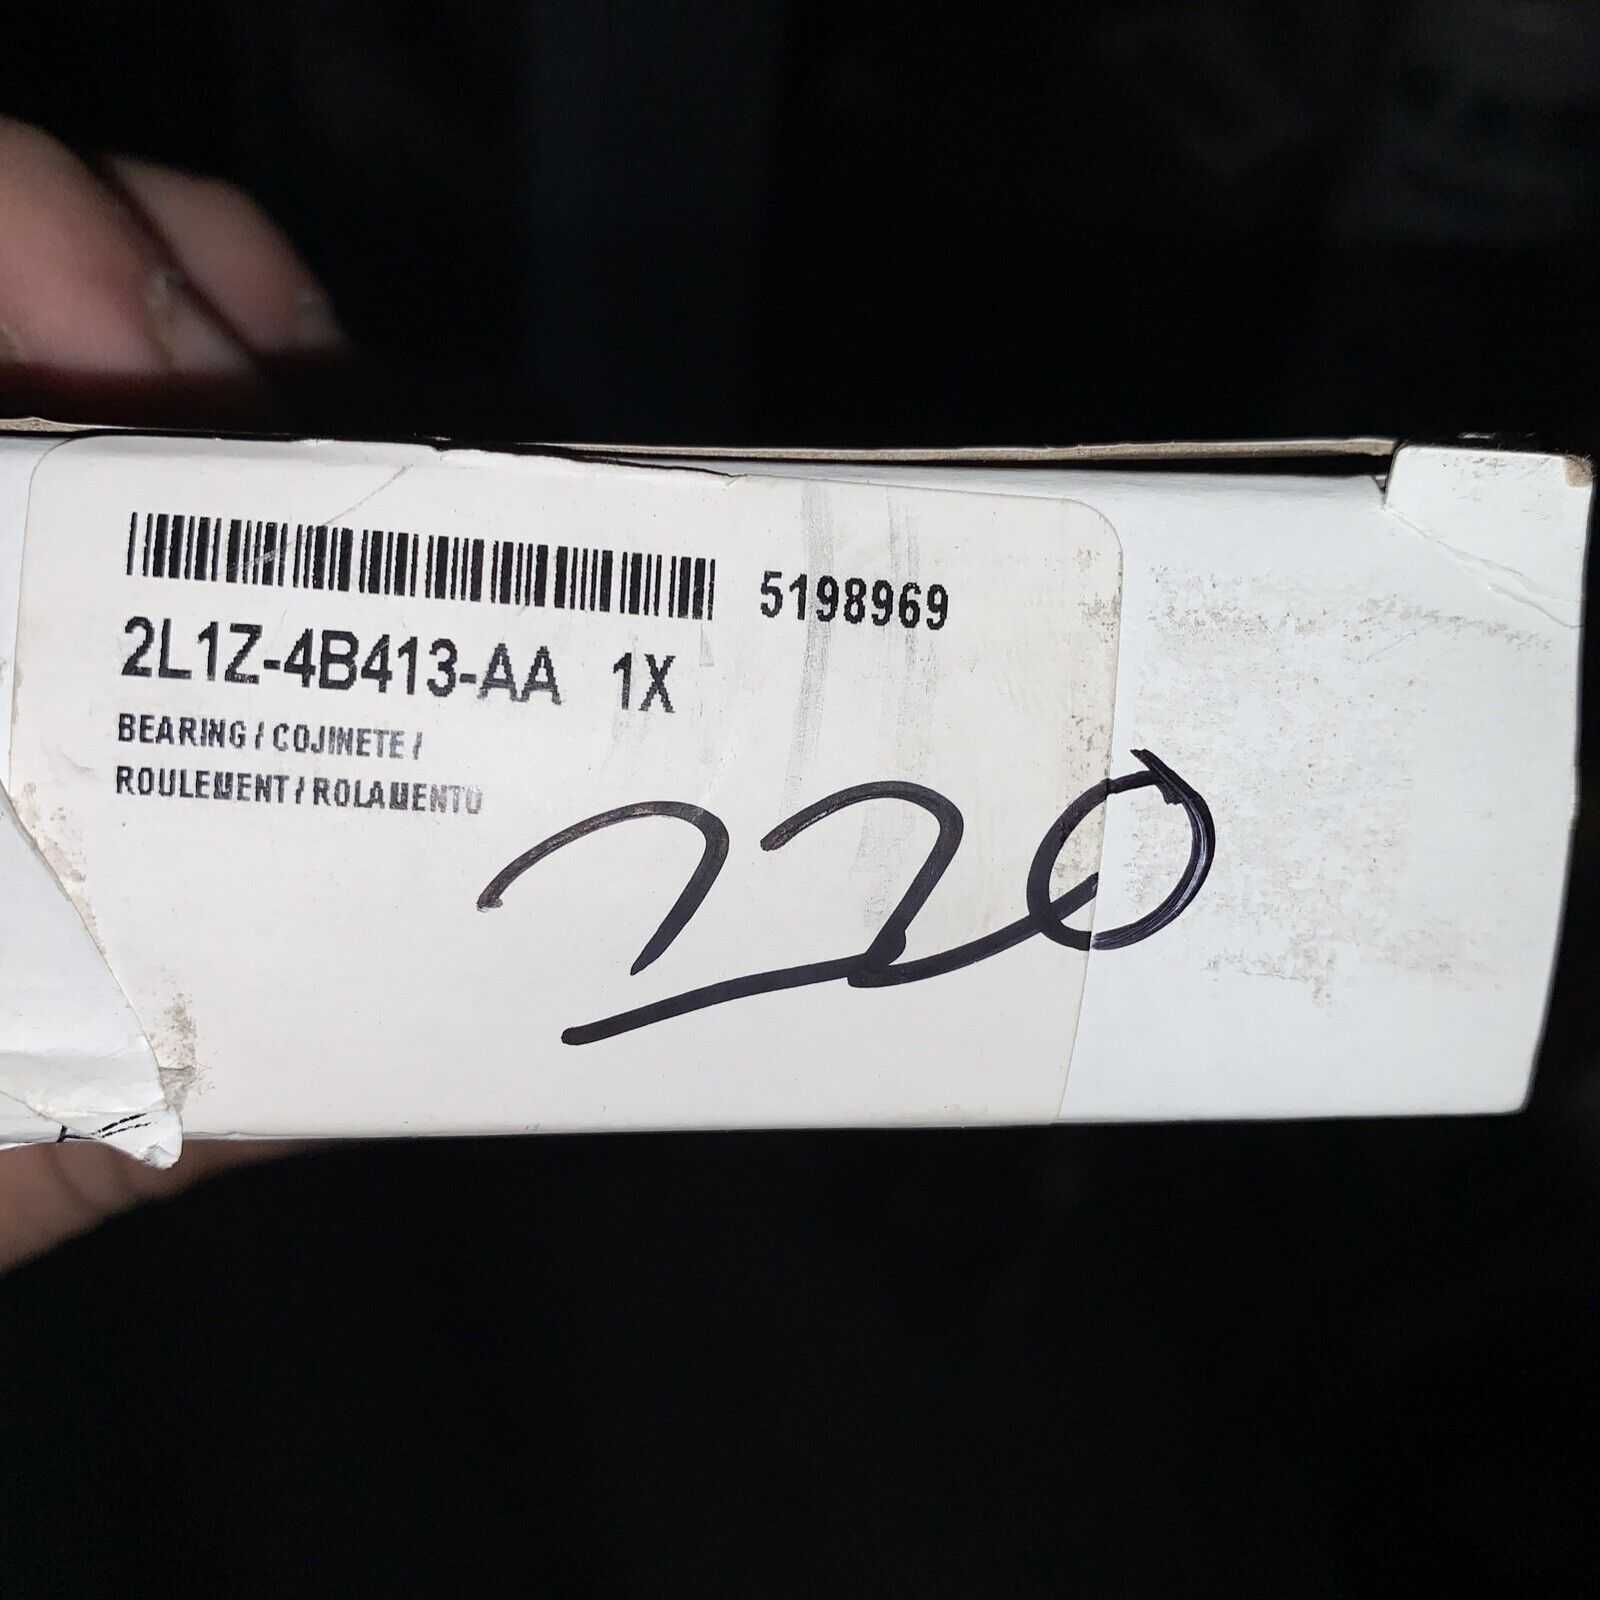 5198969
2L1Z-4B413-AA 1X
BEARING / COJINETE /
ROULEMENT / ROLAMENTO
220